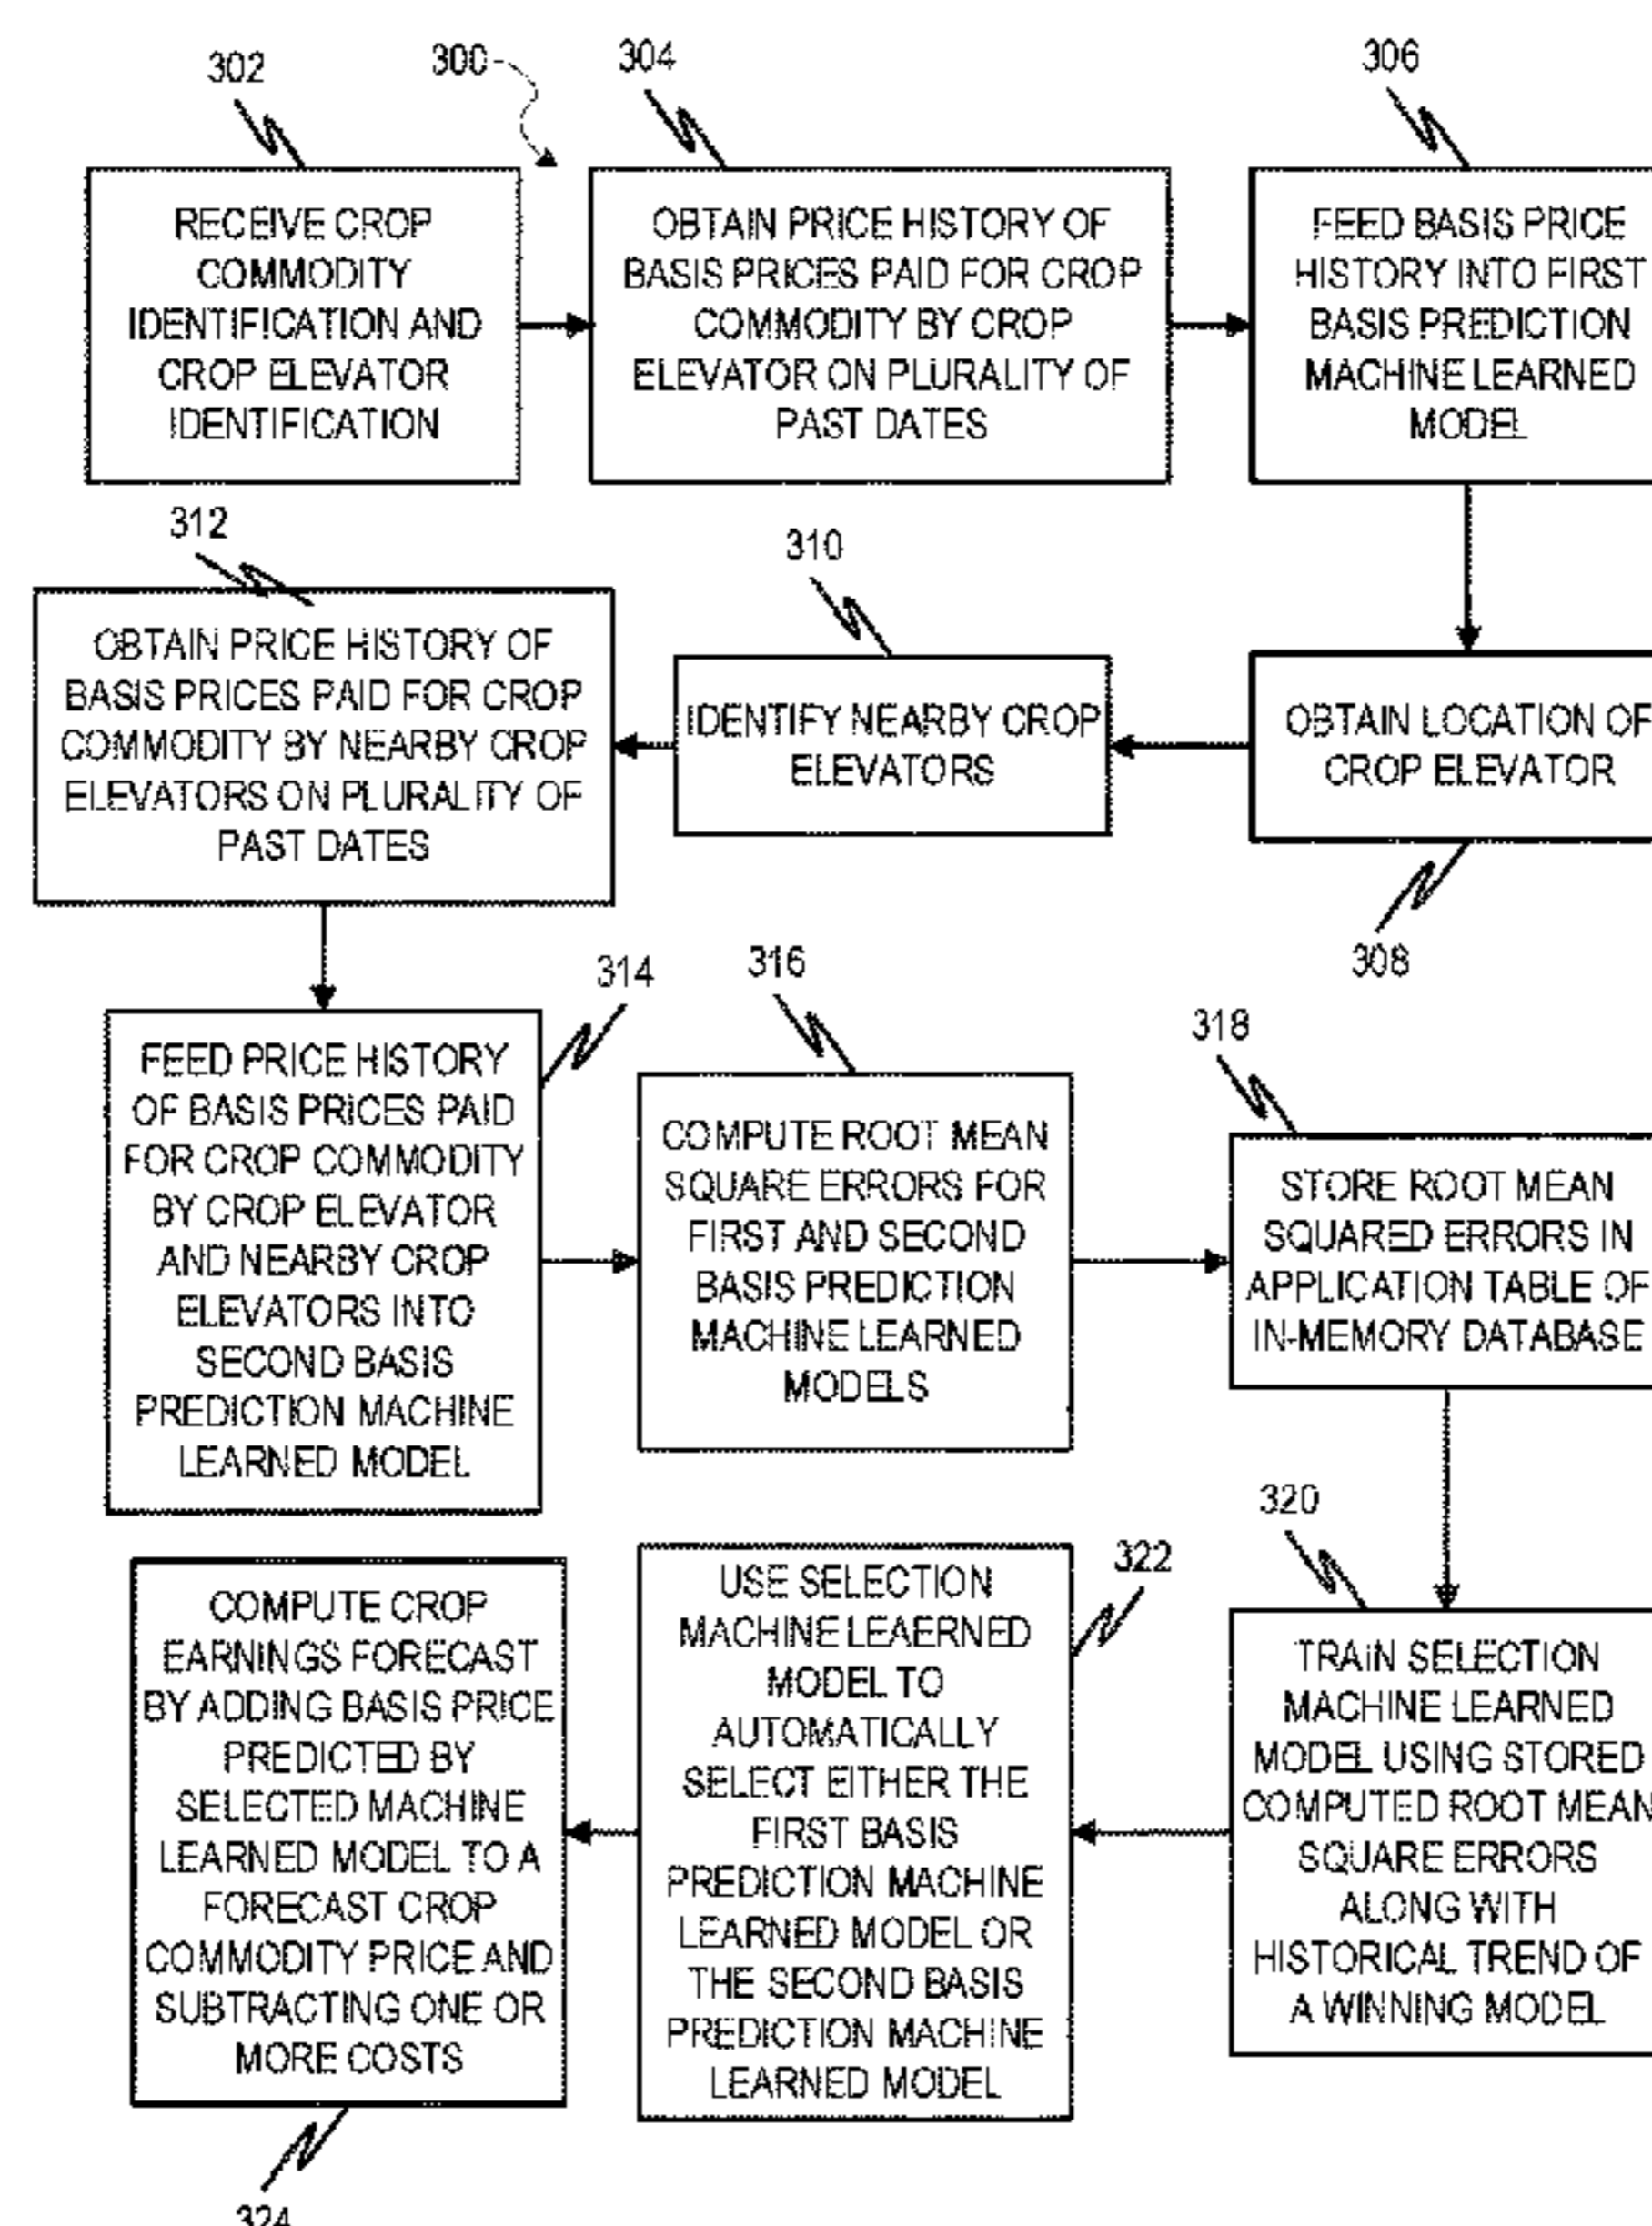 302
300
304
306
RECEIVE CROP
COMMODITY
IDENTIFICATION AND
CROP ELEVATOR
IDENTIFICATION
OBTAIN PRICE HISTORY OF
BASIS PRICES PAID FOR CROP
COMMODITY BY CROP
ELEVATOR ON PLURALITY OF
PAST DATES
FEED BASIS PRICE
HISTORY INTO FIRST
BASIS PREDICTION
MACHINE LEARNED
MODEL
312
310
OBTAIN PRICE HISTORY OF
BASIS PRICES PAID FOR CROP
COMMODITY BY NEARBY CROP
ELEVATORS ON PLURALITY OF
PAST DATES
IDENTIFY NEARBY CROP
ELEVATORS
OBTAIN LOCATION OF
CROP ELEVATOR
308
314
316
318
FEED PRICE HISTORY
OF BASIS PRICES PAID
FOR CROP COMMODITY
BY CROP ELEVATOR
AND NEARBY CROP
ELEVATORS INTO
SECOND BASIS
PREDICTION MACHINE
LEARNED MODEL
COMPUTE ROOT MEAN
SQUARE ERRORS FOR
FIRST AND SECOND
BASIS PREDICTION
MACHINE LEARNED
MODELS
STORE ROOT MEAN
SQUARED ERRORS IN
APPLICATION TABLE OF
IN-MEMORY DATABASE
320
322
COMPUTE CROP
EARNINGS FORECAST
BY ADDING BASIS PRICE
PREDICTED BY
SELECTED MACHINE
LEARNED MODEL TO A
FORECAST CROP
COMMODITY PRICE AND
SUBTRACTING ONE OR
MORE COSTS
USE SELECTION
MACHINE LEAERNED
MODEL TO
AUTOMATICALLY
SELECT EITHER THE
FIRST BASIS
PREDICTION MACHINE
LEARNED MODEL OR
THE SECOND BASIS
PREDICTION MACHINE
LEARNED MODEL
TRAIN SELECTION
MACHINE LEARNED
MODEL USING STORED
COMPUTED ROOT MEAN
SQUARE ERRORS
ALONG WITH
HISTORICAL TREND OF
A WINNING MODEL
324